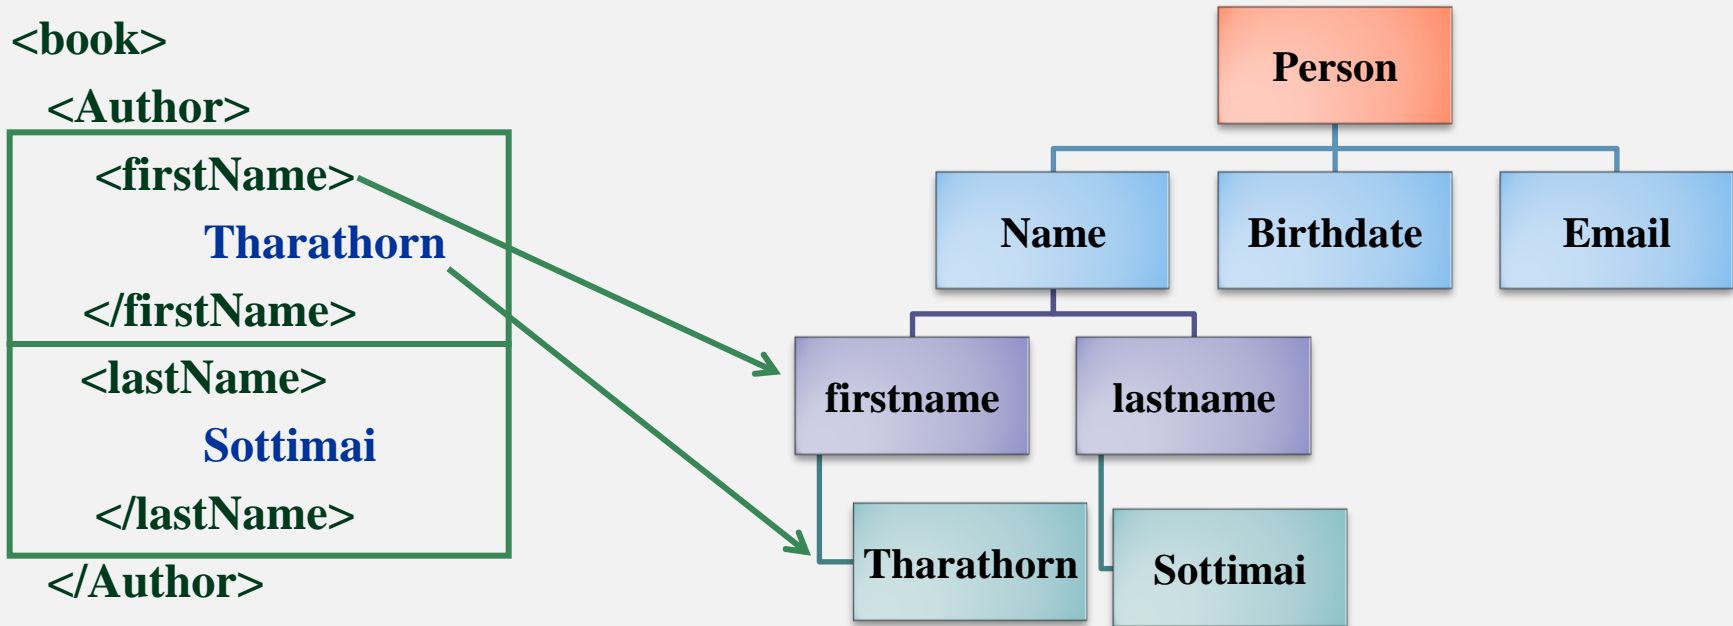 <book>
<Author>
<firstName>
Tharathorn
</firstName>
<lastName>
Sottimai
</lastName>
</Author>
Person
Name
Birthdate
Email
firstname
lastname
Tharathorn
Sottimai